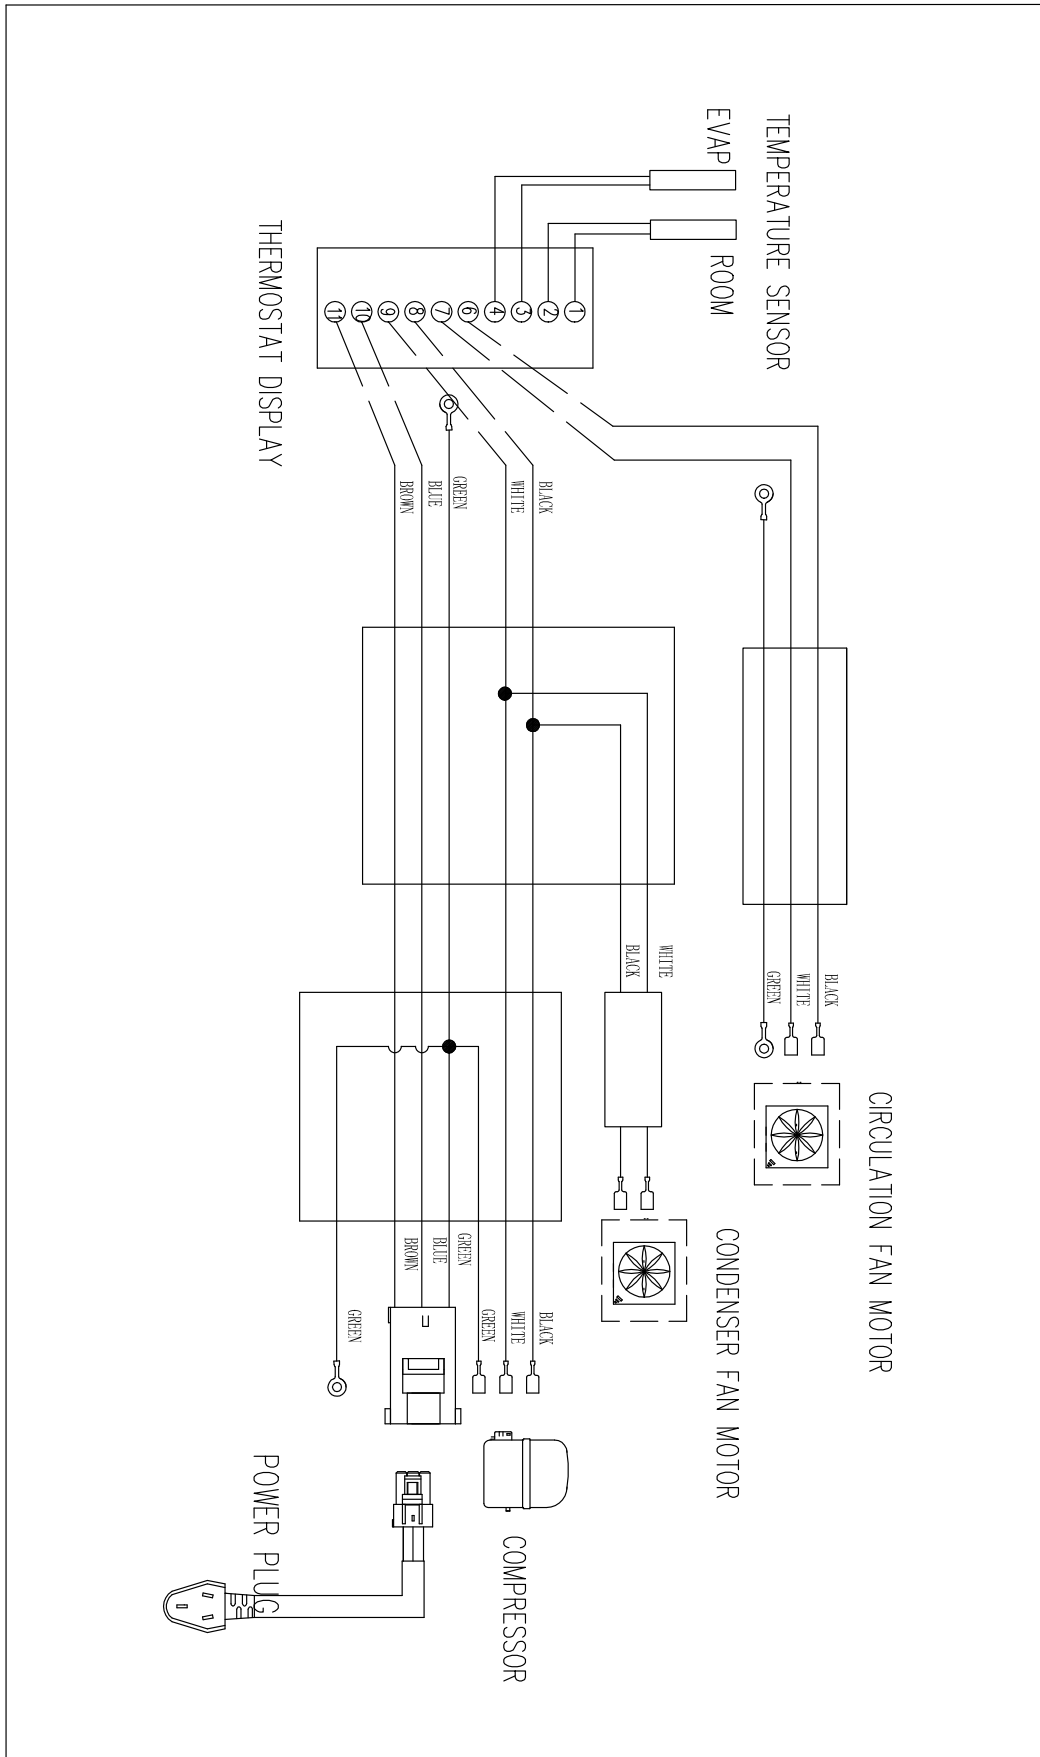 TEMPERATURE SENSOR
EVAP
ROOM
1
2
3
4
6
7
8
9
10
11
THERMOSTAT DISPLAY
BLACK
WHITE
GREEN
BLUE
BROWN
BLACK
WHITE
GREEN
CIRCULATION FAN MOTOR
WHITE
BLACK
CONDENSER FAN MOTOR
BLACK
WHITE
GREEN
GREEN
BLUE
BROWN
GREEN
COMPRESSOR
POWER PLUG